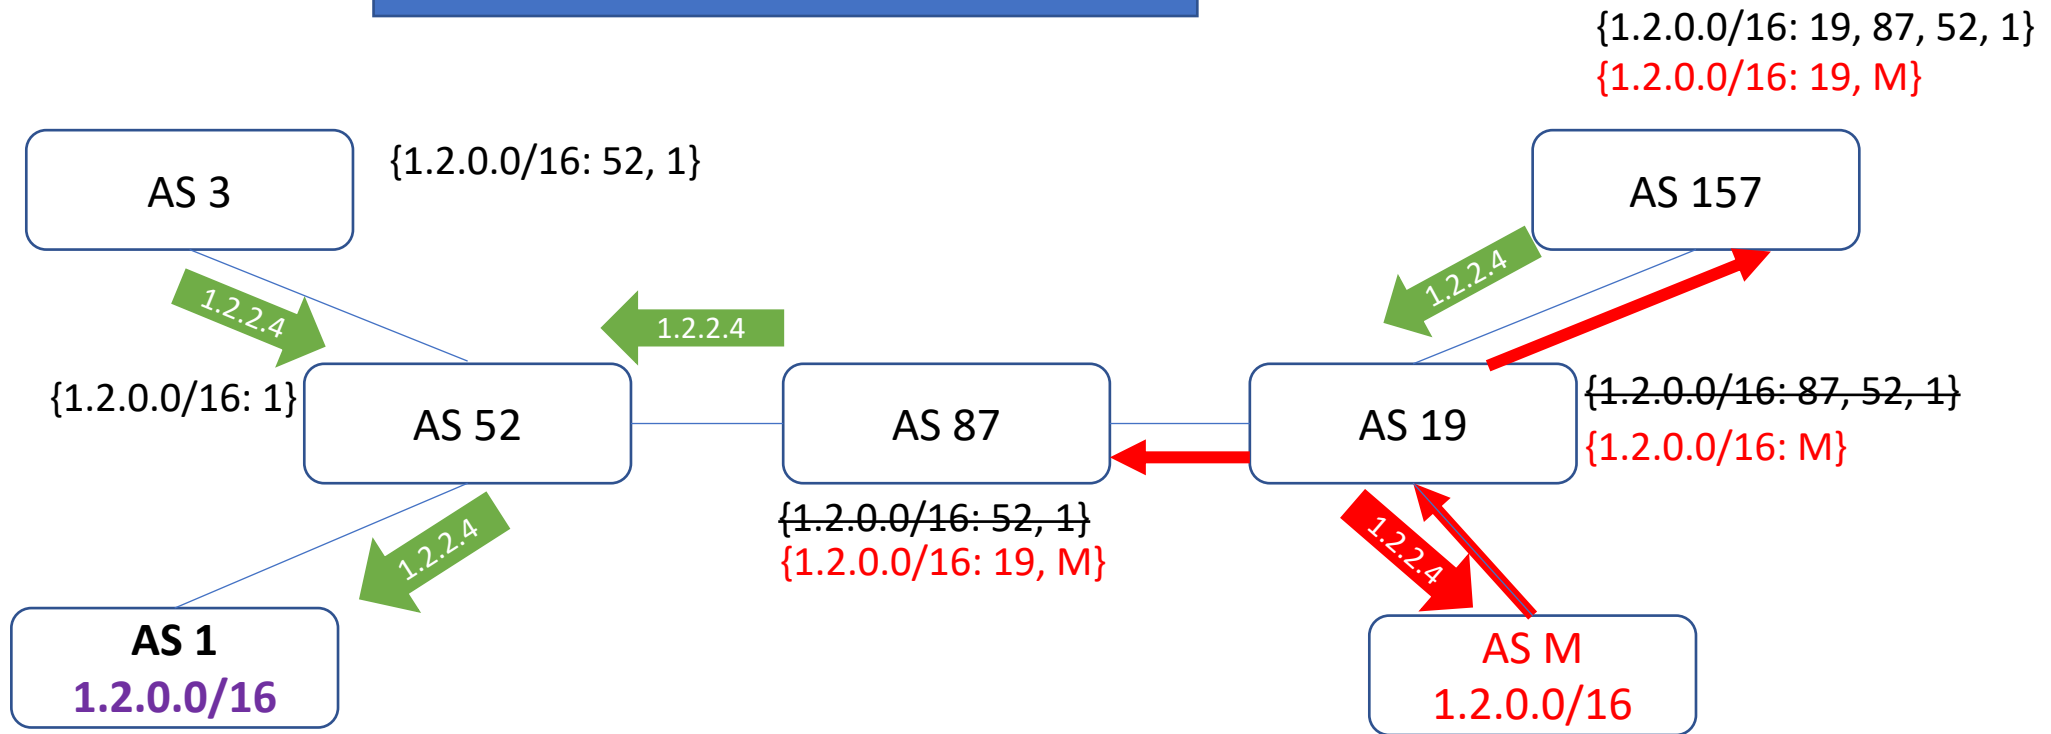 {1.2.0.0/16: 19, 87, 52, 1}
{1.2.0.0/16: 19, M}
AS 3
{1.2.0.0/16: 52, 1}
AS 157
1.2.2.4
1.2.2.4
1.2.2.4
{1.2.0.0/16: 1}
AS 52
AS 87
AS 19
{1.2.0.0/16: 87, 52, 1}
{1.2.0.0/16: M}
1.2.2.4
{1.2.0.0/16: 52, 1}
{1.2.0.0/16: 19, M}
1.2.2.4
AS 1
1.2.0.0/16
AS M
1.2.0.0/16